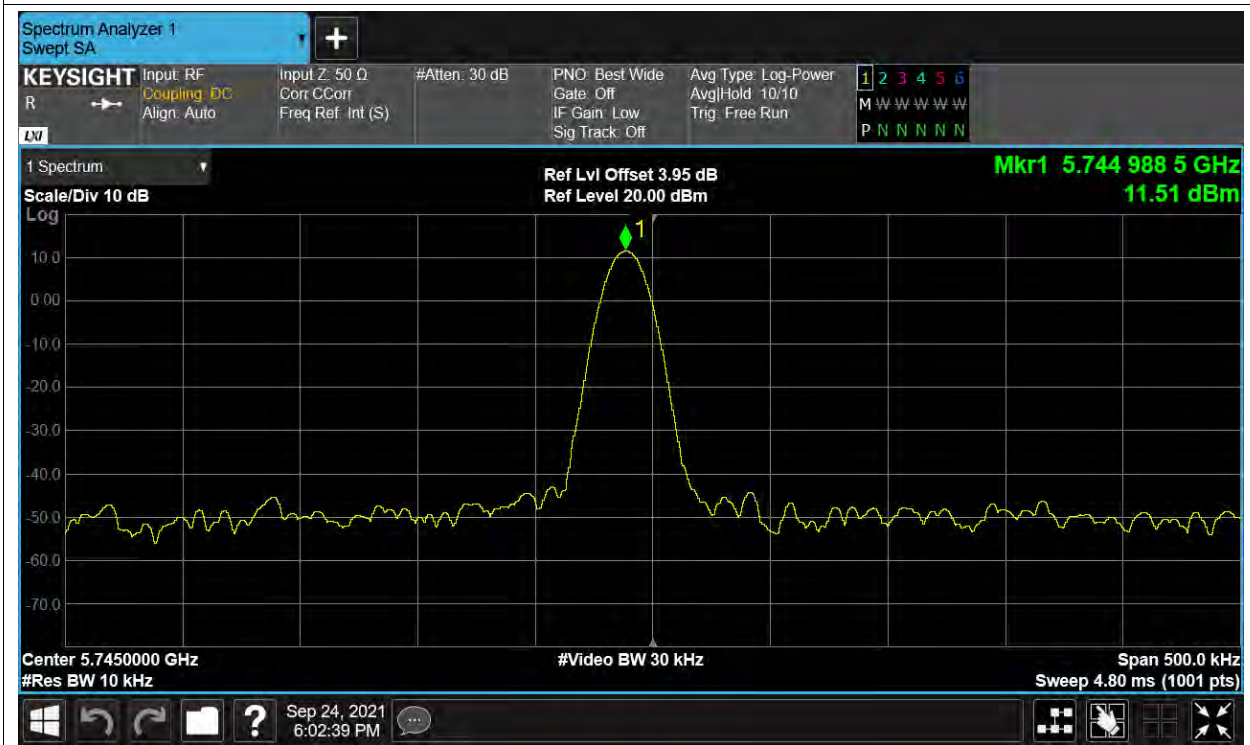 Spectrum Analyzer 1
Swept SA
+
KEYSIGHT
R
LXI
Input: RF
Coupling: DC
Align: Auto
Input Z: 50 Ω
Corr CCorr
Freq Ref: Int (S)
#Atten: 30 dB
PNO: Best Wide
Gate: Off
IF Gain: Low
Sig Track: Off
Avg Type: Log-Power
Avg|Hold: 10/10
Trig: Free Run
1 2 3 4 5 6
M W W W W W
P N N N N N
1 Spectrum
Scale/Div 10 dB
Log
Ref Lvl Offset 3.95 dB
Ref Level 20.00 dBm
Mkr1 5.744 988 5 GHz
11.51 dBm
1
10.0
0.00
-10.0
-20.0
-30.0
-40.0
-50.0
-60.0
-70.0
Center 5.7450000 GHz
#Res BW 10 kHz
#Video BW 30 kHz
Span 500.0 kHz
Sweep 4.80 ms (1001 pts)
?
Sep 24, 2021
6:02:39 PM